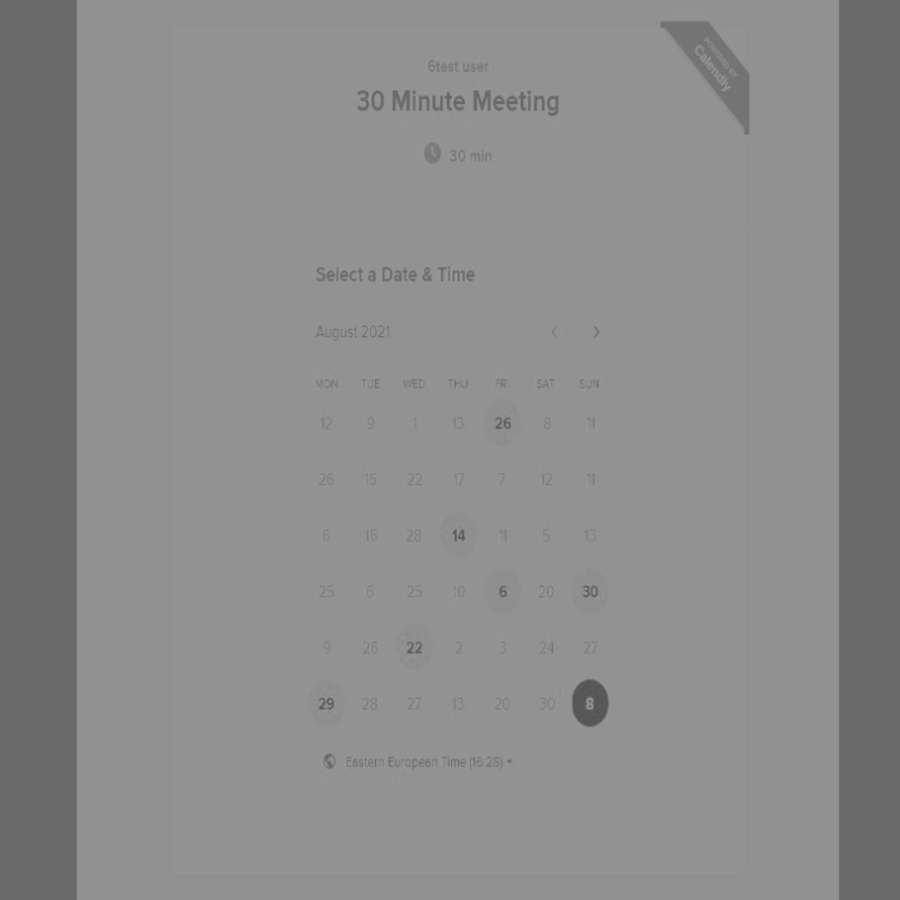 POWERED BY
Calendly
6test user
30 Minute Meeting
30 min
Select a Date & Time
August 2021
MON TUE WED THU FRI SAT SUN
12 9 1 13 26 8 11
26 15 22 17 7 12 11
6 15 28 14 11 5 13
25 6 25 10 6 20 30
9 26 22 2 3 24 27
29 28 27 13 20 30 8
Eastern European Time (16:28)